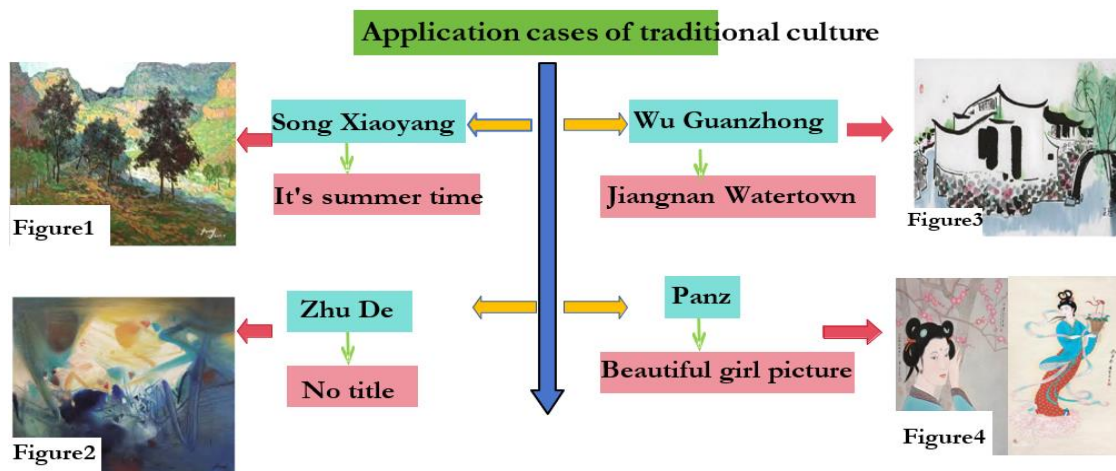 Application cases of traditional culture
Song Xiaoyang
It's summer time
Figure1
Wu Guanzhong
Jiangnan Watertown
Figure3
Zhu De
No title
Figure2
Panz
Beautiful girl picture
Figure4